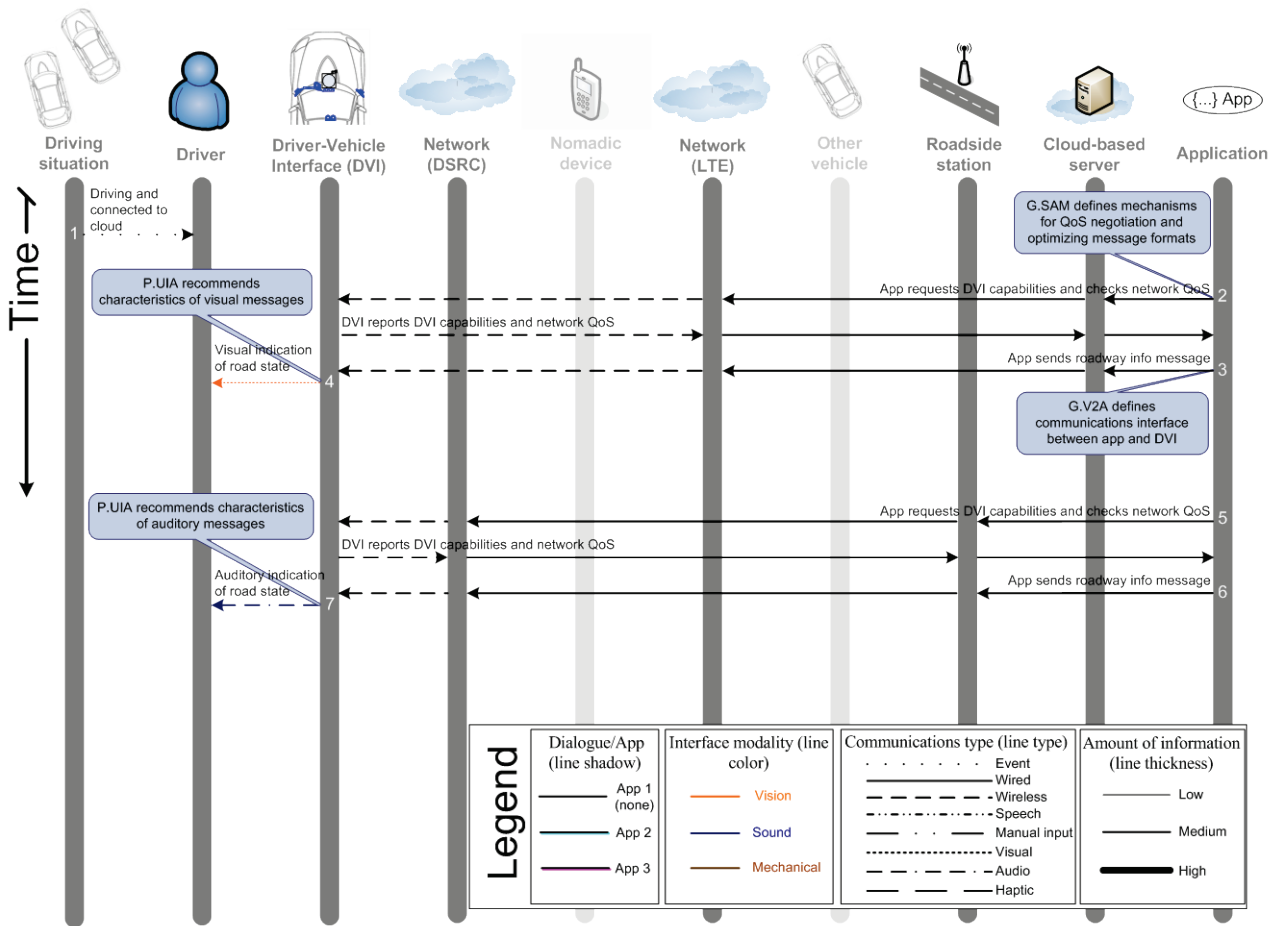 {...} App
Driving
situation
Driver
Driver-Vehicle
Interface (DVI)
Network
(DSRC)
Nomadic
device
Network
(LTE)
Other
vehicle
Roadside
station
Cloud-based
server
Application
Time
Driving and
connected to
cloud
1
G.SAM defines mechanisms
for QoS negotiation and
optimizing message formats
P.UIA recommends
characteristics of visual messages
App requests DVI capabilities and checks network QoS
2
DVI reports DVI capabilities and network QoS
Visual indication
of road state
4
App sends roadway info message
3
G.V2A defines
communications interface
between app and DVI
P.UIA recommends characteristics
of auditory messages
App requests DVI capabilities and checks network QoS
5
DVI reports DVI capabilities and network QoS
Auditory indication
of road state
7
App sends roadway info message
6
Legend
Dialogue/App
(line shadow)
App 1
(none)
App 2
App 3
Interface modality (line
color)
Vision
Sound
Mechanical
Communications type (line type)
Event
Wired
Wireless
Speech
Manual input
Visual
Audio
Haptic
Amount of information
(line thickness)
Low
Medium
High